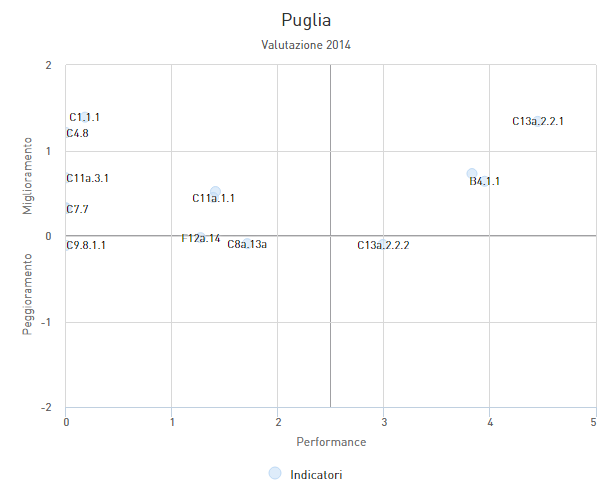 Puglia
Valutazione 2014
2
C1.1.1
C13a.2.2.1
C4.8
1
Miglioramento
C11a.3.1
B4.1.1
C11a.1.1
C7.7
0
F12a.14
C9.8.1.1
C8a.13a
C13a.2.2.2
Peggioramento
-1
-2
0 1 2 3 4 5
Performance
Indicatori